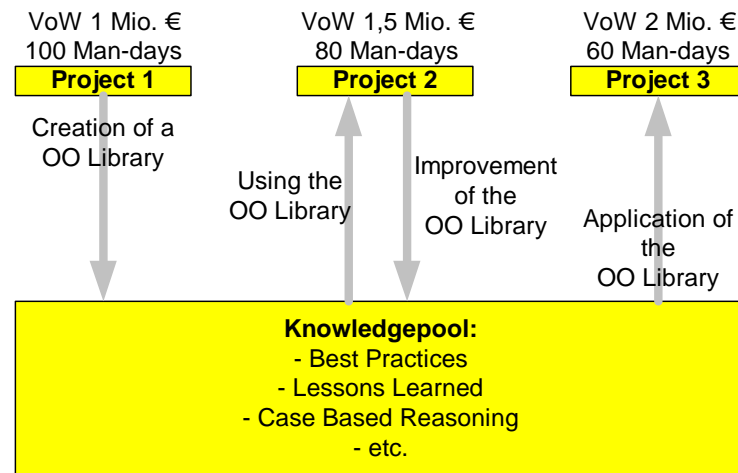 VoW 1 Mio. €
100 Man-days
Project 1
VoW 1,5 Mio. €
80 Man-days
Project 2
VoW 2 Mio. €
60 Man-days
Project 3
Creation of a
OO Library
Using the
OO Library
Improvement
of the
OO Library
Application of
the
OO Library
Knowledgepool:
- Best Practices
- Lessons Learned
- Case Based Reasoning
- etc.